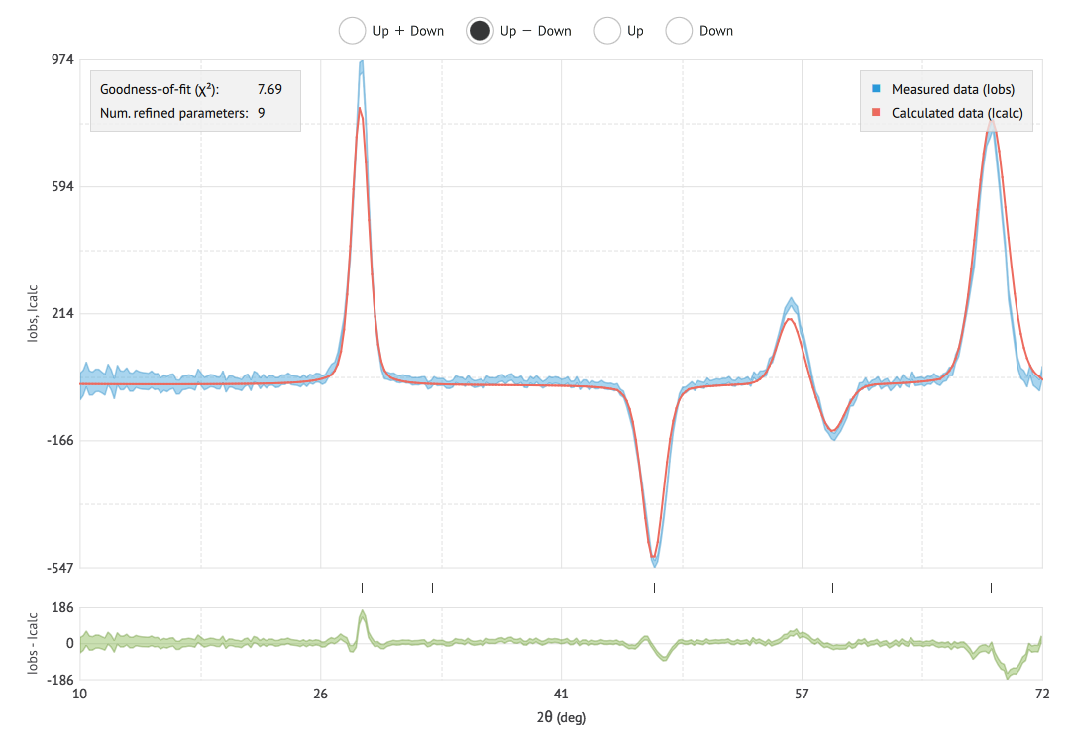 Up + Down Up − Down Up Down
974
Goodness-of-fit (χ²): 7.69
Num. refined parameters: 9
Measured data (Iobs)
Calculated data (Icalc)
594
214
-166
-547
Iobs, Icalc
186
0
-186
Iobs - Icalc
10 26 41 57 72
2θ (deg)